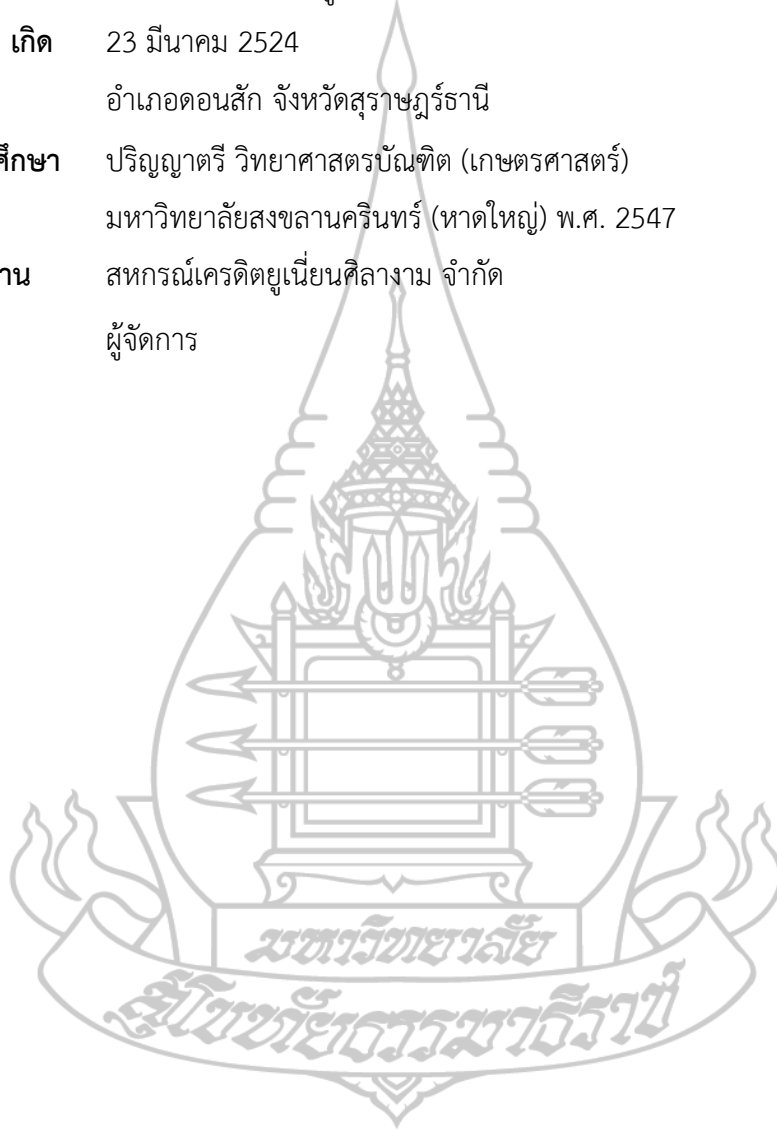 เกิด 23 มีนาคม 2524
อำเภอดอนสัก จังหวัดสุราษฎร์ธานี
ศึกษา ปริญญาตรี วิทยาศาสตรบัณฑิต (เกษตรศาสตร์)
มหาวิทยาลัยสงขลานครินทร์ (หาดใหญ่) พ.ศ. 2547
าน สหกรณ์เครดิตยูเนี่ยนศิลางาม จำกัด
ผู้จัดการ
มหาวิทยาลัย
สุโขทัยธรรมาธิราช